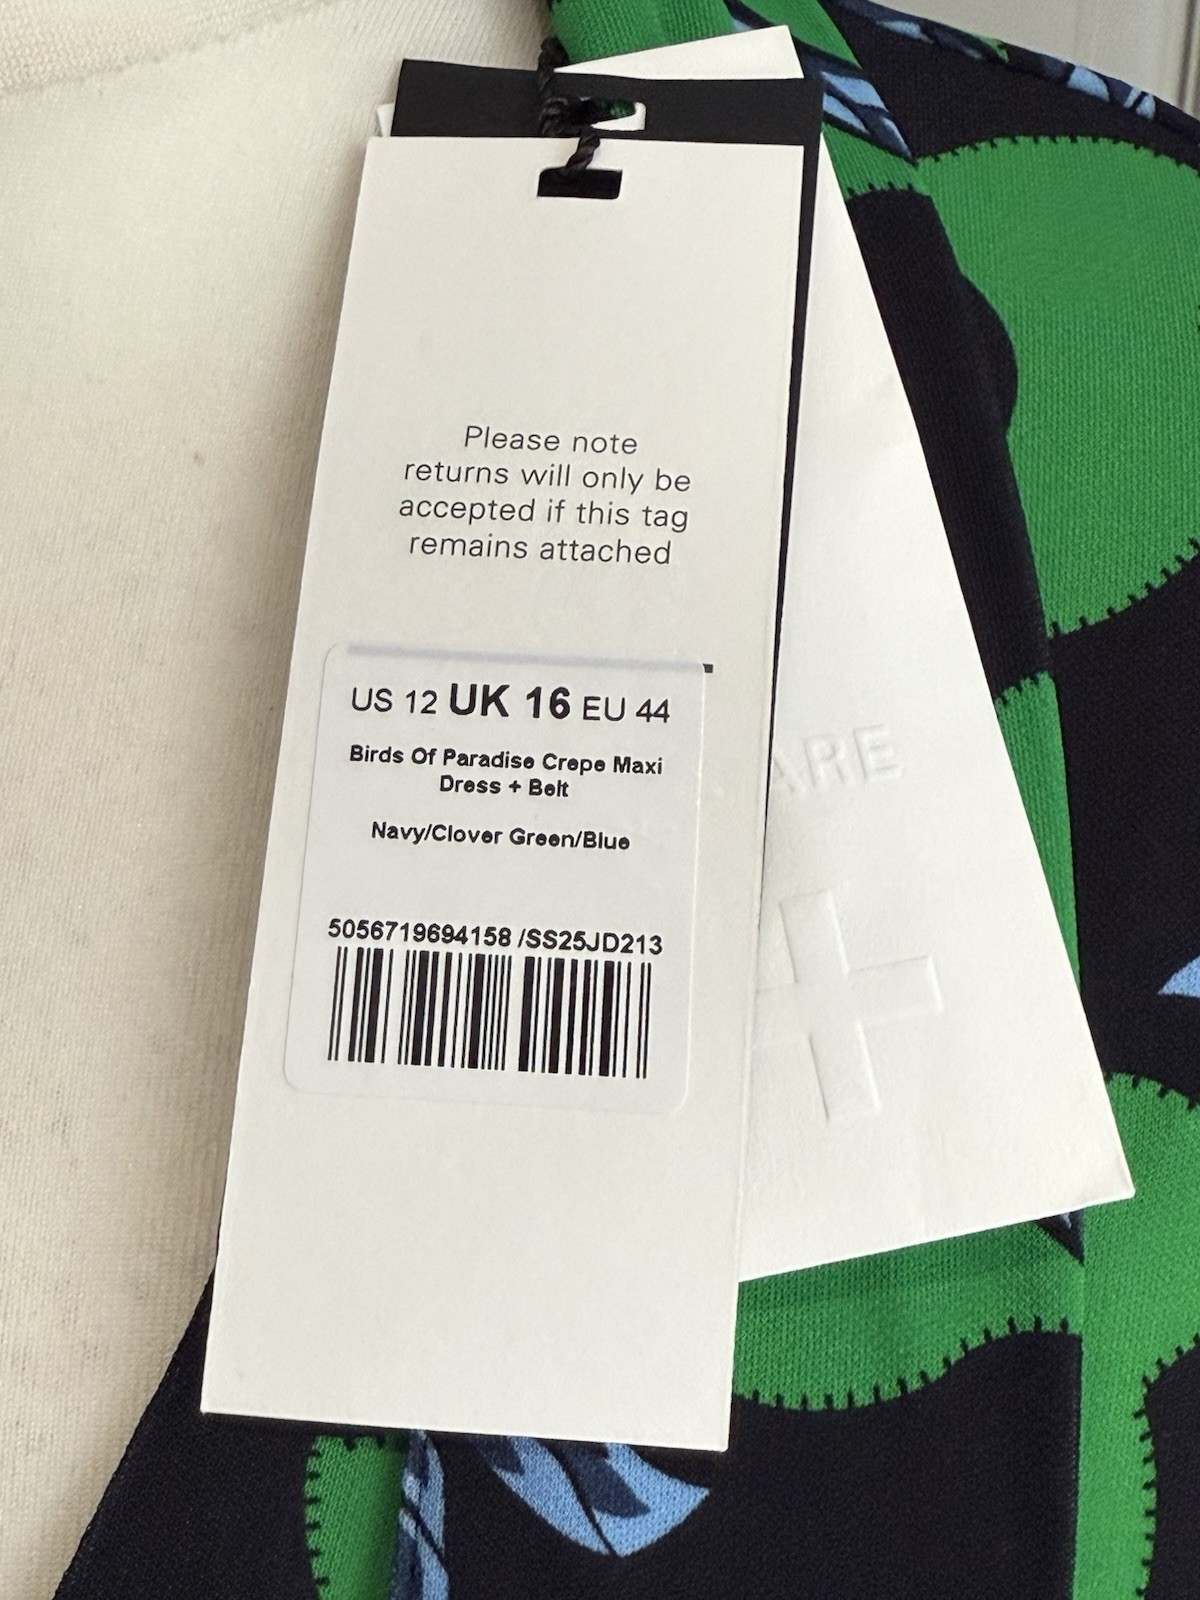 Please note
returns will only be
accepted if this tag
remains attached
US 12 UK 16 EU 44
Birds Of Paradise Crepe Maxi
Dress + Belt
Navy/Clover Green/Blue
5056719694158 /SS25JD213